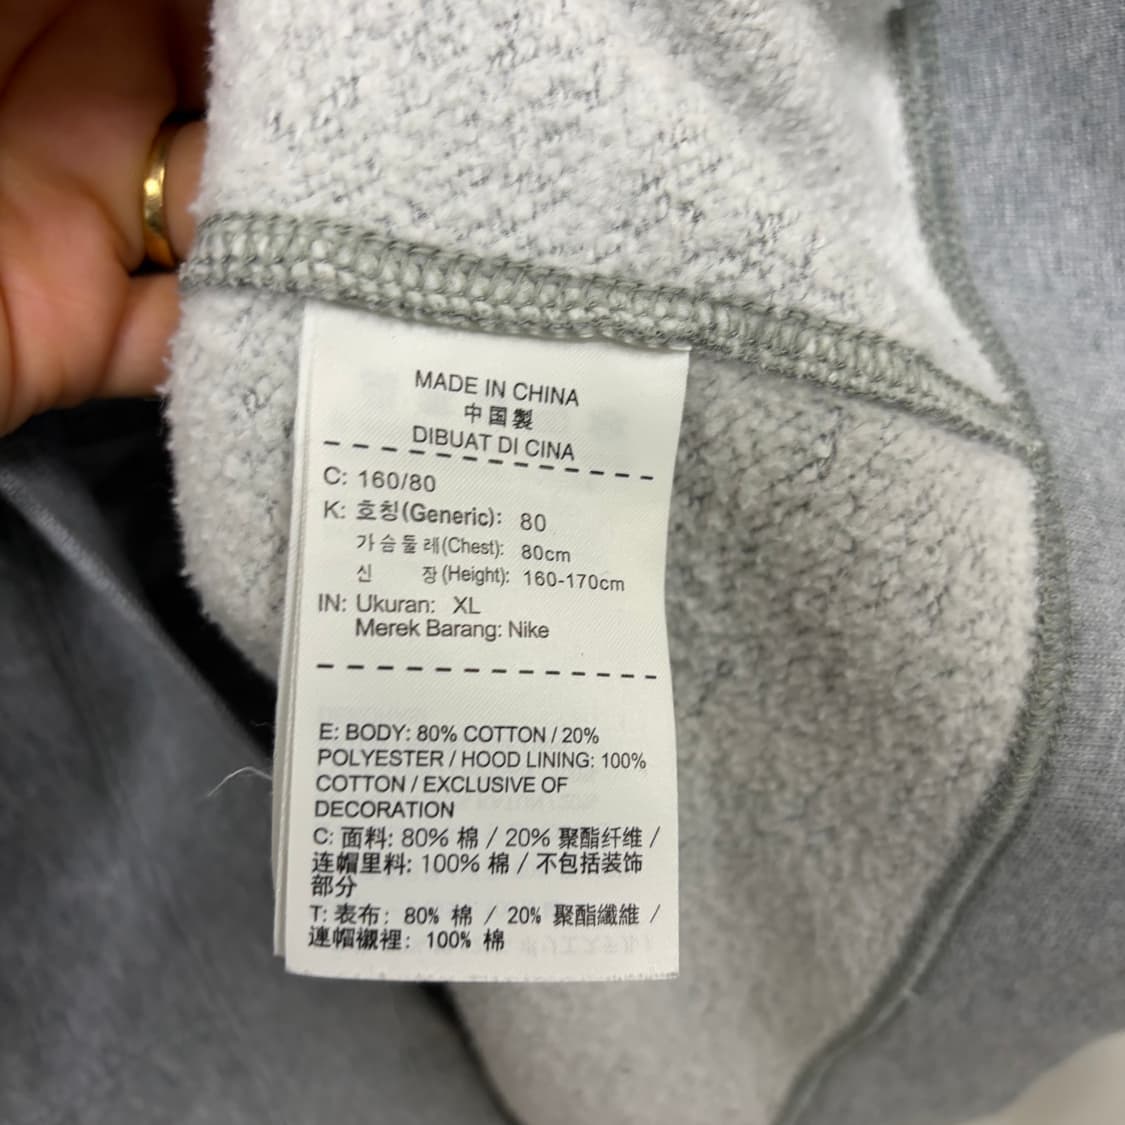 MADE IN CHINA
中国製
DIBUAT DI CINA
C: 160/80
K: 호칭(Generic): 80
가슴둘레(Chest): 80cm
신 장(Height): 160-170cm
IN: Ukuran: XL
Merek Barang: Nike
E: BODY: 80% COTTON / 20%
POLYESTER / HOOD LINING: 100%
COTTON / EXCLUSIVE OF
DECORATION
C: 面料: 80% 棉 / 20% 聚酯纤维 /
连帽里料: 100% 棉 / 不包括装饰
部分
T: 表布: 80% 棉 / 20% 聚酯纖維 /
連帽襯裡: 100% 棉